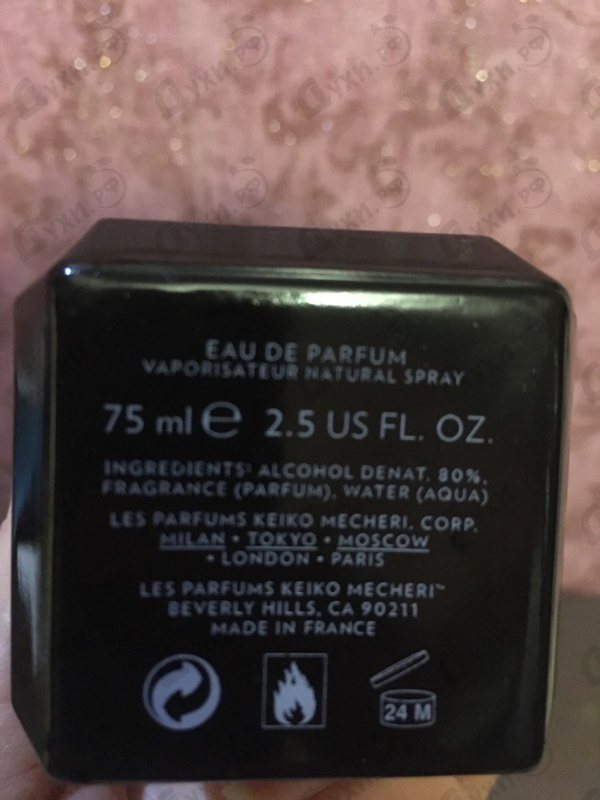 EAU DE PARFUM
VAPORISATEUR NATURAL SPRAY
75 ml e 2.5 US FL. OZ.
INGREDIENTS: ALCOHOL DENAT. 80%,
FRAGRANCE (PARFUM), WATER (AQUA)
LES PARFUMS KEIKO MECHERI, CORP.
MILAN • TOKYO • MOSCOW
• LONDON • PARIS
LES PARFUMS KEIKO MECHERI™
BEVERLY HILLS, CA 90211
MADE IN FRANCE
24 M
Духи.рф